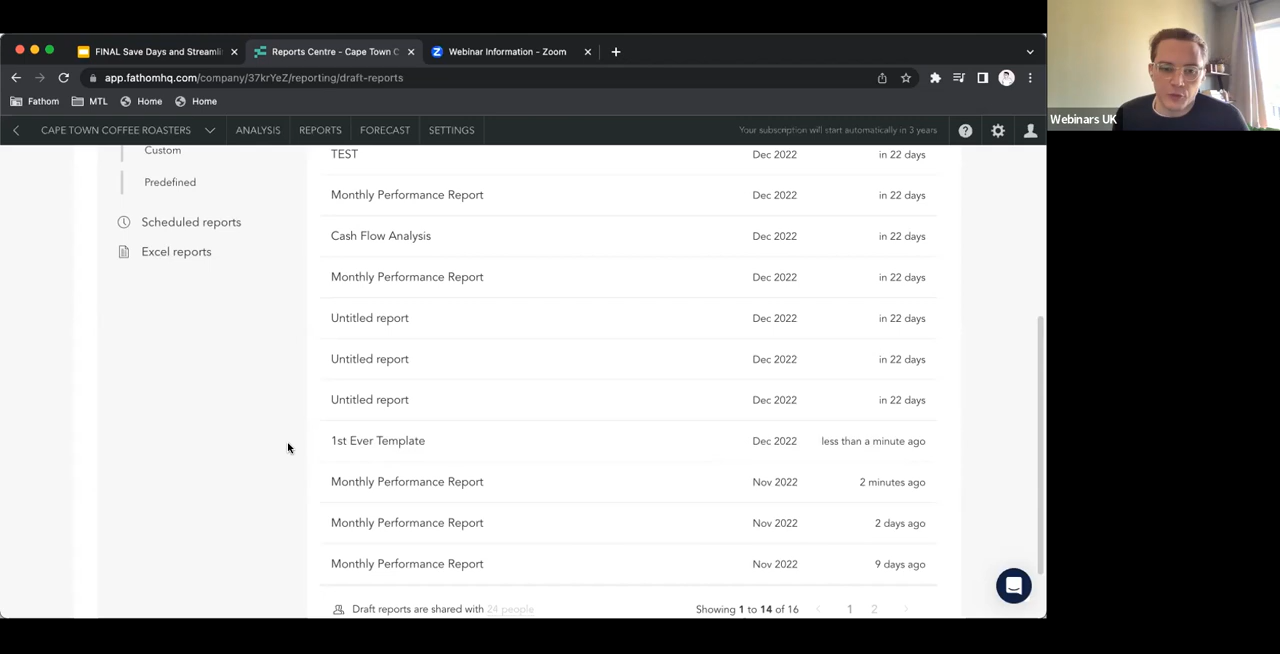 FINAL Save Days and Streamli
Reports Centre - Cape Town C
Webinar Information - Zoom
app.fathomhq.com/company/37krYeZ/reporting/draft-reports
Fathom
MTL
Home
Home
CAPE TOWN COFFEE ROASTERS
ANALYSIS
REPORTS
FORECAST
SETTINGS
Your subscription will start automatically in 3 years
Webinars UK
Custom
Predefined
Scheduled reports
Excel reports
TEST Dec 2022 in 22 days
Monthly Performance Report Dec 2022 in 22 days
Cash Flow Analysis Dec 2022 in 22 days
Monthly Performance Report Dec 2022 in 22 days
Untitled report Dec 2022 in 22 days
Untitled report Dec 2022 in 22 days
Untitled report Dec 2022 in 22 days
1st Ever Template Dec 2022 less than a minute ago
Monthly Performance Report Nov 2022 2 minutes ago
Monthly Performance Report Nov 2022 2 days ago
Monthly Performance Report Nov 2022 9 days ago
Draft reports are shared with 24 people Showing 1 to 14 of 16 < 1 2 >